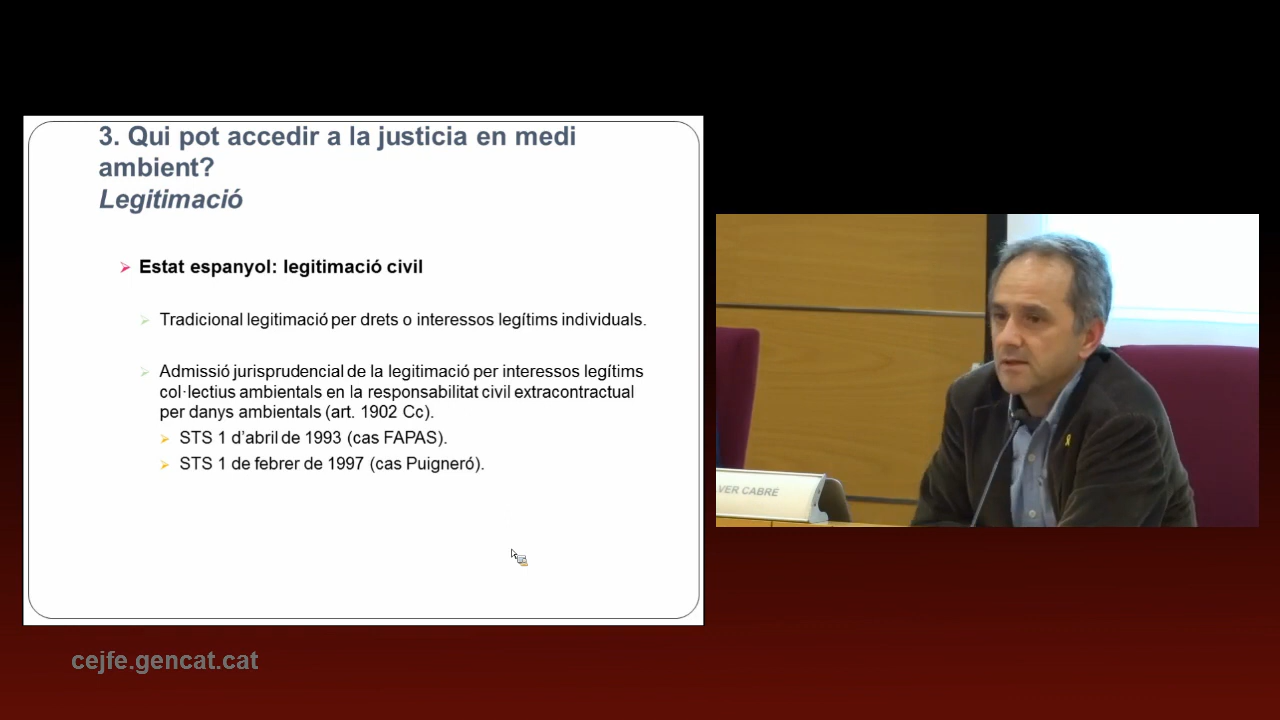 3. Qui pot accedir a la justicia en medi
ambient?
Legitimació
Estat espanyol: legitimació civil
Tradicional legitimació per drets o interessos legítims individuals.
Admissió jurisprudencial de la legitimació per interessos legítims
col·lectius ambientals en la responsabilitat civil extracontractual
per danys ambientals (art. 1902 Cc).
STS 1 d'abril de 1993 (cas FAPAS).
STS 1 de febrer de 1997 (cas Puigneró).
VER CABRÉ
cejfe.gencat.cat